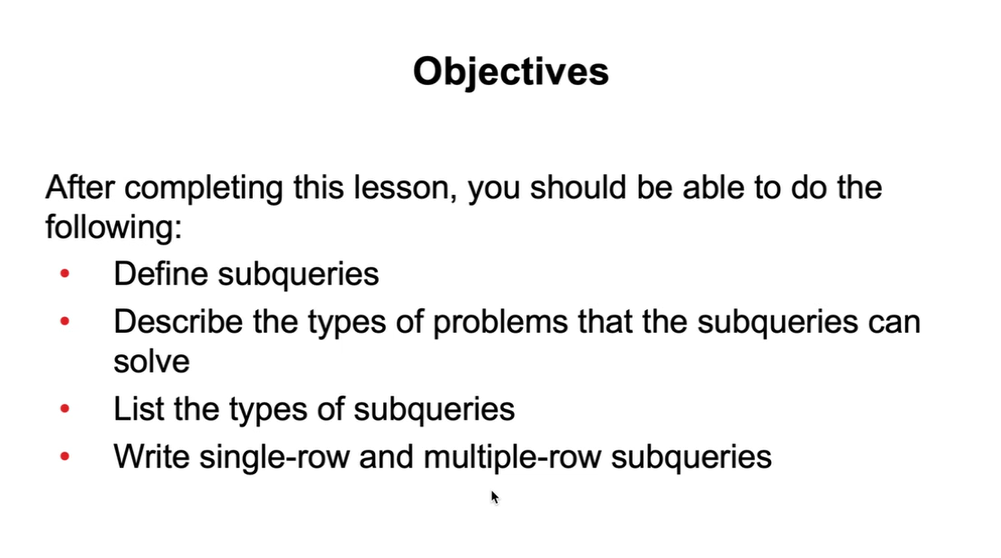 Objectives
After completing this lesson, you should be able to do the
following:
• Define subqueries
• Describe the types of problems that the subqueries can
solve
• List the types of subqueries
• Write single-row and multiple-row subqueries